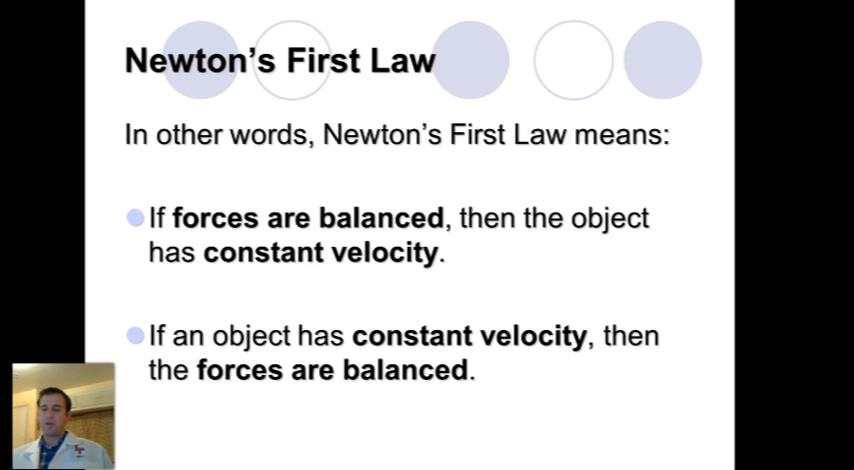 Newton's First Law
In other words, Newton's First Law means:
If forces are balanced, then the object
has constant velocity.
If an object has constant velocity, then
the forces are balanced.